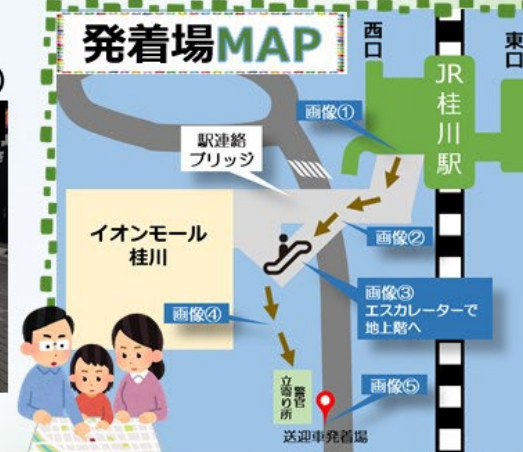 発着場MAP
西口
東口
JR桂川駅
画像①
駅連絡
ブリッジ
画像②
イオンモール
桂川
画像③
エスカレーターで
地上階へ
画像④
警官
立寄り所
画像⑤
送迎車発着場
)